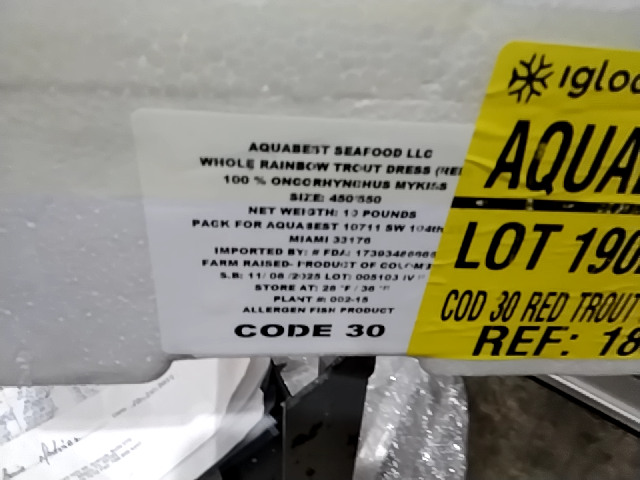 AQUABEST SEAFOOD LLC
WHOLE RAINBOW TROUT DRESS (RE
100 % ONCORHYNCHUS MYKISS
SIZE: 450/550
NET WEIGTH: 10 POUNDS
PACK FOR AQUABEST 10711 SW 104th
MIAMI 33176
IMPORTED BY: # FDA:
FARM RAISED- PRODUCT OF
S.B: 11/08/2025 LOT: 005103
STORE AT: 28 °F / 36 °F
PLANT #: 002-15
ALLERGEN FISH PRODUCT
CODE 30
igloo
AQUA
LOT 190
COD 30 RED TROUT
REF: 18